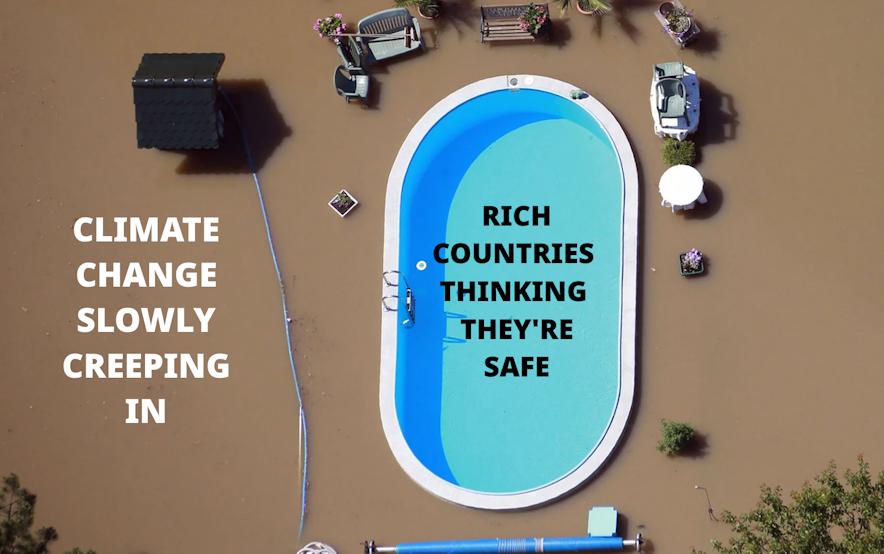 CLIMATE
CHANGE
SLOWLY
CREEPING
IN
RICH
COUNTRIES
THINKING
THEY'RE
SAFE